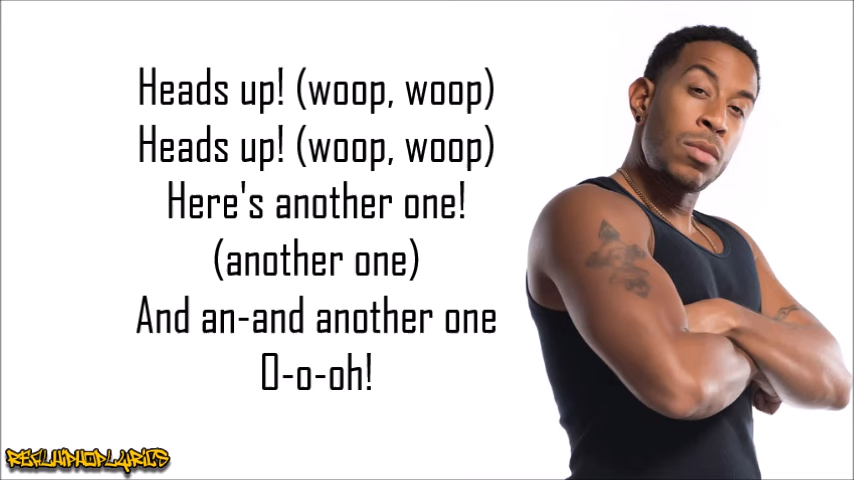 Heads up! (woop, woop)
Heads up! (woop, woop)
Here's another one!
(another one)
And an-and another one
O-o-oh!
REFLHIPHOPLYRICS